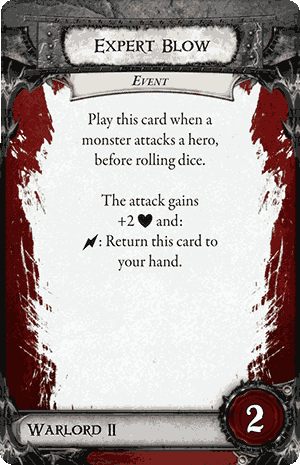 Expert Blow
Event
Play this card when a
monster attacks a hero,
before rolling dice.
The attack gains
+2 ♥ and:
: Return this card to
your hand.
Warlord II
2